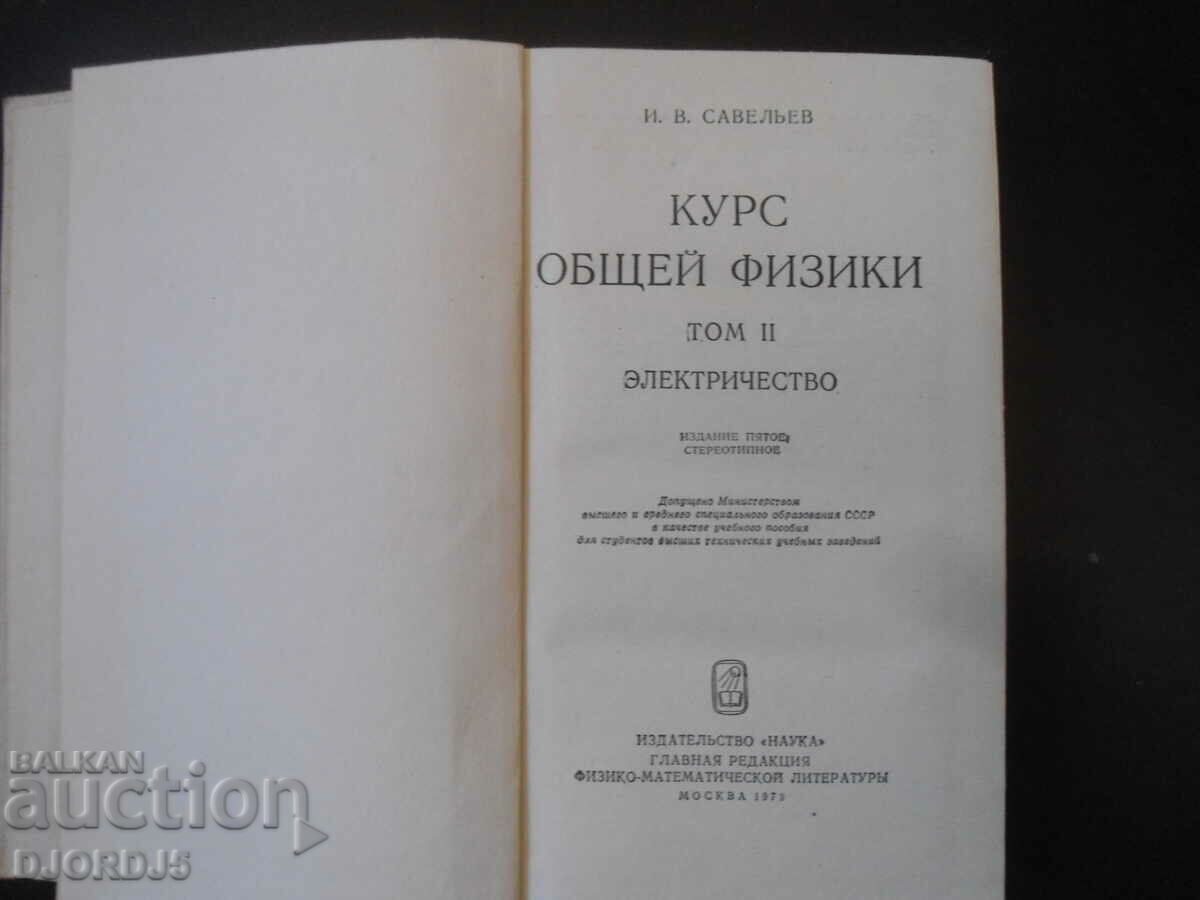 И. В. САВЕЛЬЕВ
КУРС
ОБЩЕЙ ФИЗИКИ
ТОМ II
ЭЛЕКТРИЧЕСТВО
ИЗДАНИЕ ПЯТОЕ,
СТЕРЕОТИПНОЕ
Допущено Министерством
высшего и среднего специального образования СССР
в качестве учебного пособия
для студентов высших технических учебных заведений
ИЗДАТЕЛЬСТВО «НАУКА»
ГЛАВНАЯ РЕДАКЦИЯ
ФИЗИКО-МАТЕМАТИЧЕСКОЙ ЛИТЕРАТУРЫ
МОСКВА 1973
BALKAN
auction
DJORDJ5